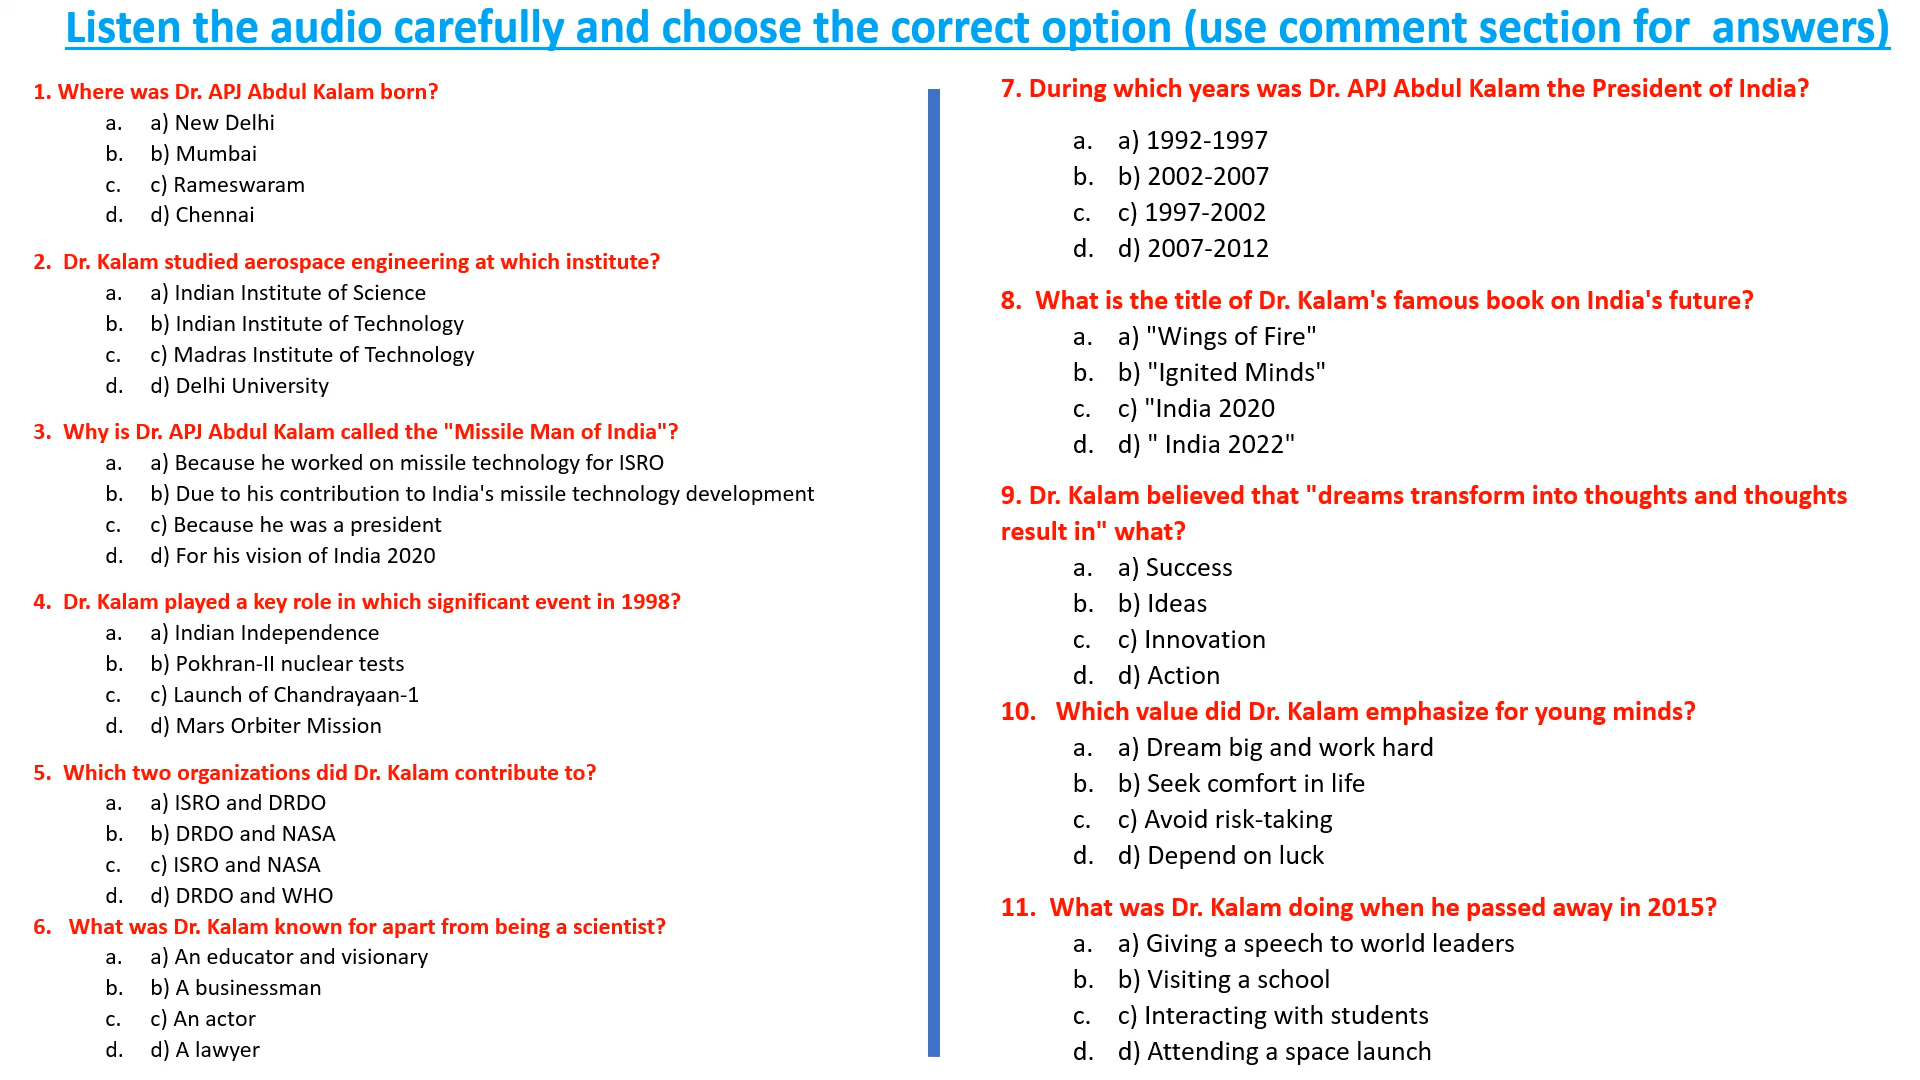 Listen the audio carefully and choose the correct option (use comment section for  answers)
1. Where was Dr. APJ Abdul Kalam born?
a. a) New Delhi
b. b) Mumbai
c. c) Rameswaram
d. d) Chennai
2. Dr. Kalam studied aerospace engineering at which institute?
a. a) Indian Institute of Science
b. b) Indian Institute of Technology
c. c) Madras Institute of Technology
d. d) Delhi University
3. Why is Dr. APJ Abdul Kalam called the "Missile Man of India"?
a. a) Because he worked on missile technology for ISRO
b. b) Due to his contribution to India's missile technology development
c. c) Because he was a president
d. d) For his vision of India 2020
4. Dr. Kalam played a key role in which significant event in 1998?
a. a) Indian Independence
b. b) Pokhran-II nuclear tests
c. c) Launch of Chandrayaan-1
d. d) Mars Orbiter Mission
5. Which two organizations did Dr. Kalam contribute to?
a. a) ISRO and DRDO
b. b) DRDO and NASA
c. c) ISRO and NASA
d. d) DRDO and WHO
6. What was Dr. Kalam known for apart from being a scientist?
a. a) An educator and visionary
b. b) A businessman
c. c) An actor
d. d) A lawyer
7. During which years was Dr. APJ Abdul Kalam the President of India?
a. a) 1992-1997
b. b) 2002-2007
c. c) 1997-2002
d. d) 2007-2012
8. What is the title of Dr. Kalam's famous book on India's future?
a. a) "Wings of Fire"
b. b) "Ignited Minds"
c. c) "India 2020
d. d) " India 2022"
9. Dr. Kalam believed that "dreams transform into thoughts and thoughts
result in" what?
a. a) Success
b. b) Ideas
c. c) Innovation
d. d) Action
10. Which value did Dr. Kalam emphasize for young minds?
a. a) Dream big and work hard
b. b) Seek comfort in life
c. c) Avoid risk-taking
d. d) Depend on luck
11. What was Dr. Kalam doing when he passed away in 2015?
a. a) Giving a speech to world leaders
b. b) Visiting a school
c. c) Interacting with students
d. d) Attending a space launch